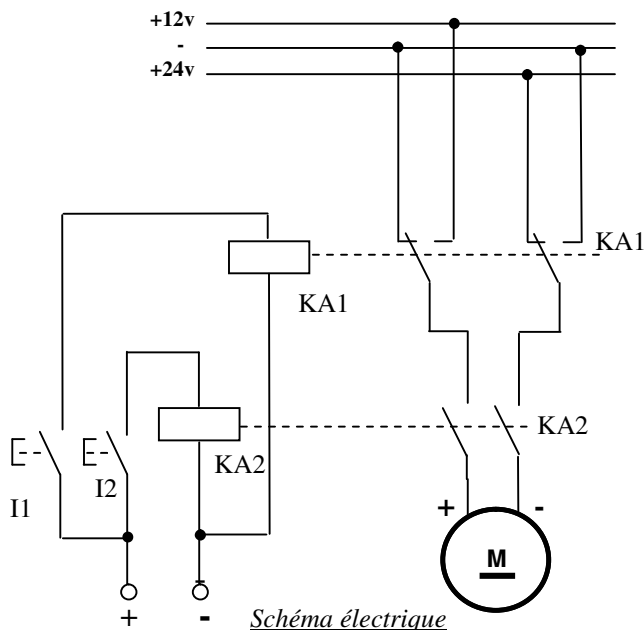 +12v
-
+24v
KA1
KA1
KA2
KA2
I1
I2
+ -
M
+ -
Schéma électrique